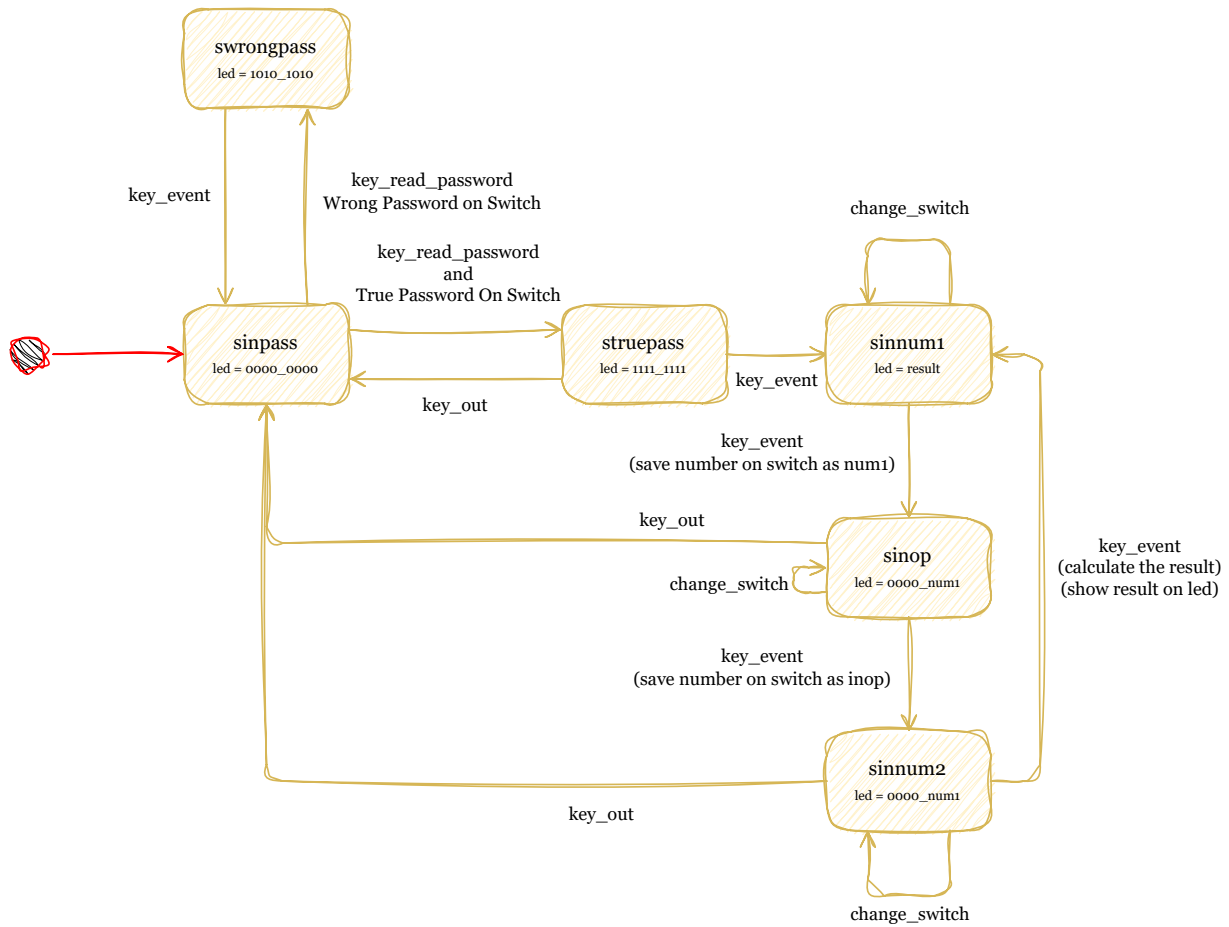 swrongpass
led = 1010_1010
key_event
key_read_password
Wrong Password on Switch
key_read_password
and
True Password On Switch
change_switch
sinpass
led = 0000_0000
struepass
led = 1111_1111
sinnum1
led = result
key_event
key_out
key_event
(save number on switch as num1)
key_out
sinop
led = 0000_num1
change_switch
key_event
(calculate the result)
(show result on led)
key_event
(save number on switch as inop)
sinnum2
led = 0000_num1
key_out
change_switch